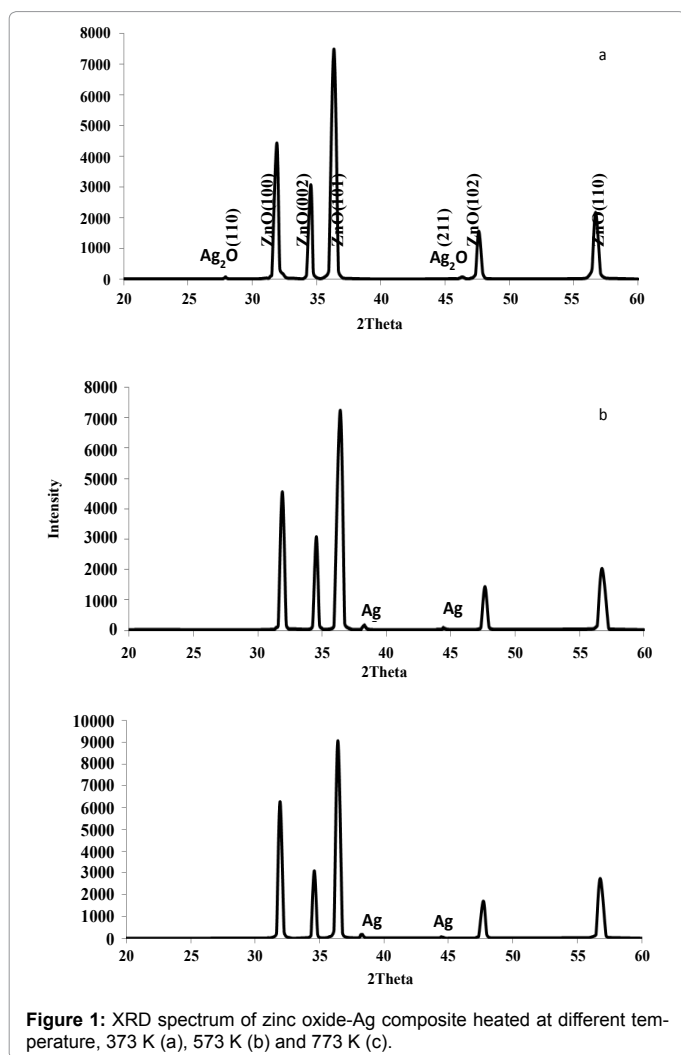 8000
a
7000
6000
5000
4000
3000
2000
1000
0
Ag₂O (110)
ZnO(100)
ZnO(002)
ZnO(101)
Ag₂O (211)
ZnO(102)
ZnO(110)
20 25 30 35 40 45 50 55 60
2Theta
8000
b
7000
6000
5000
4000
3000
2000
1000
0
Intensity
Ag
Ag
20 25 30 35 40 45 50 55 60
2Theta
10000
9000
8000
7000
6000
5000
4000
3000
2000
1000
0
Ag
Ag
20 25 30 35 40 45 50 55 60
2Theta
Figure 1: XRD spectrum of zinc oxide-Ag composite heated at different tem-
perature, 373 K (a), 573 K (b) and 773 K (c).